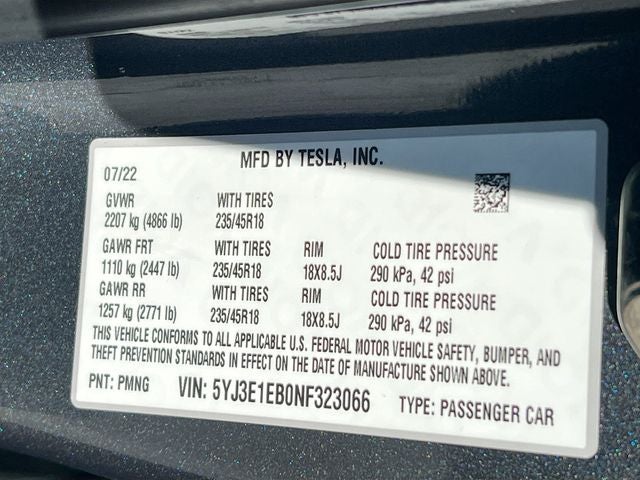 MFD BY TESLA, INC.
07/22
GVWR WITH TIRES
2207 kg (4866 lb) 235/45R18
GAWR FRT WITH TIRES RIM COLD TIRE PRESSURE
1110 kg (2447 lb) 235/45R18 18X8.5J 290 kPa, 42 psi
GAWR RR WITH TIRES RIM COLD TIRE PRESSURE
1257 kg (2771 lb) 235/45R18 18X8.5J 290 kPa, 42 psi
THIS VEHICLE CONFORMS TO ALL APPLICABLE U.S. FEDERAL MOTOR VEHICLE SAFETY, BUMPER, AND
THEFT PREVENTION STANDARDS IN EFFECT ON THE DATE OF MANUFACTURE SHOWN ABOVE.
PNT: PMNG VIN: 5YJ3E1EB0NF323066 TYPE: PASSENGER CAR